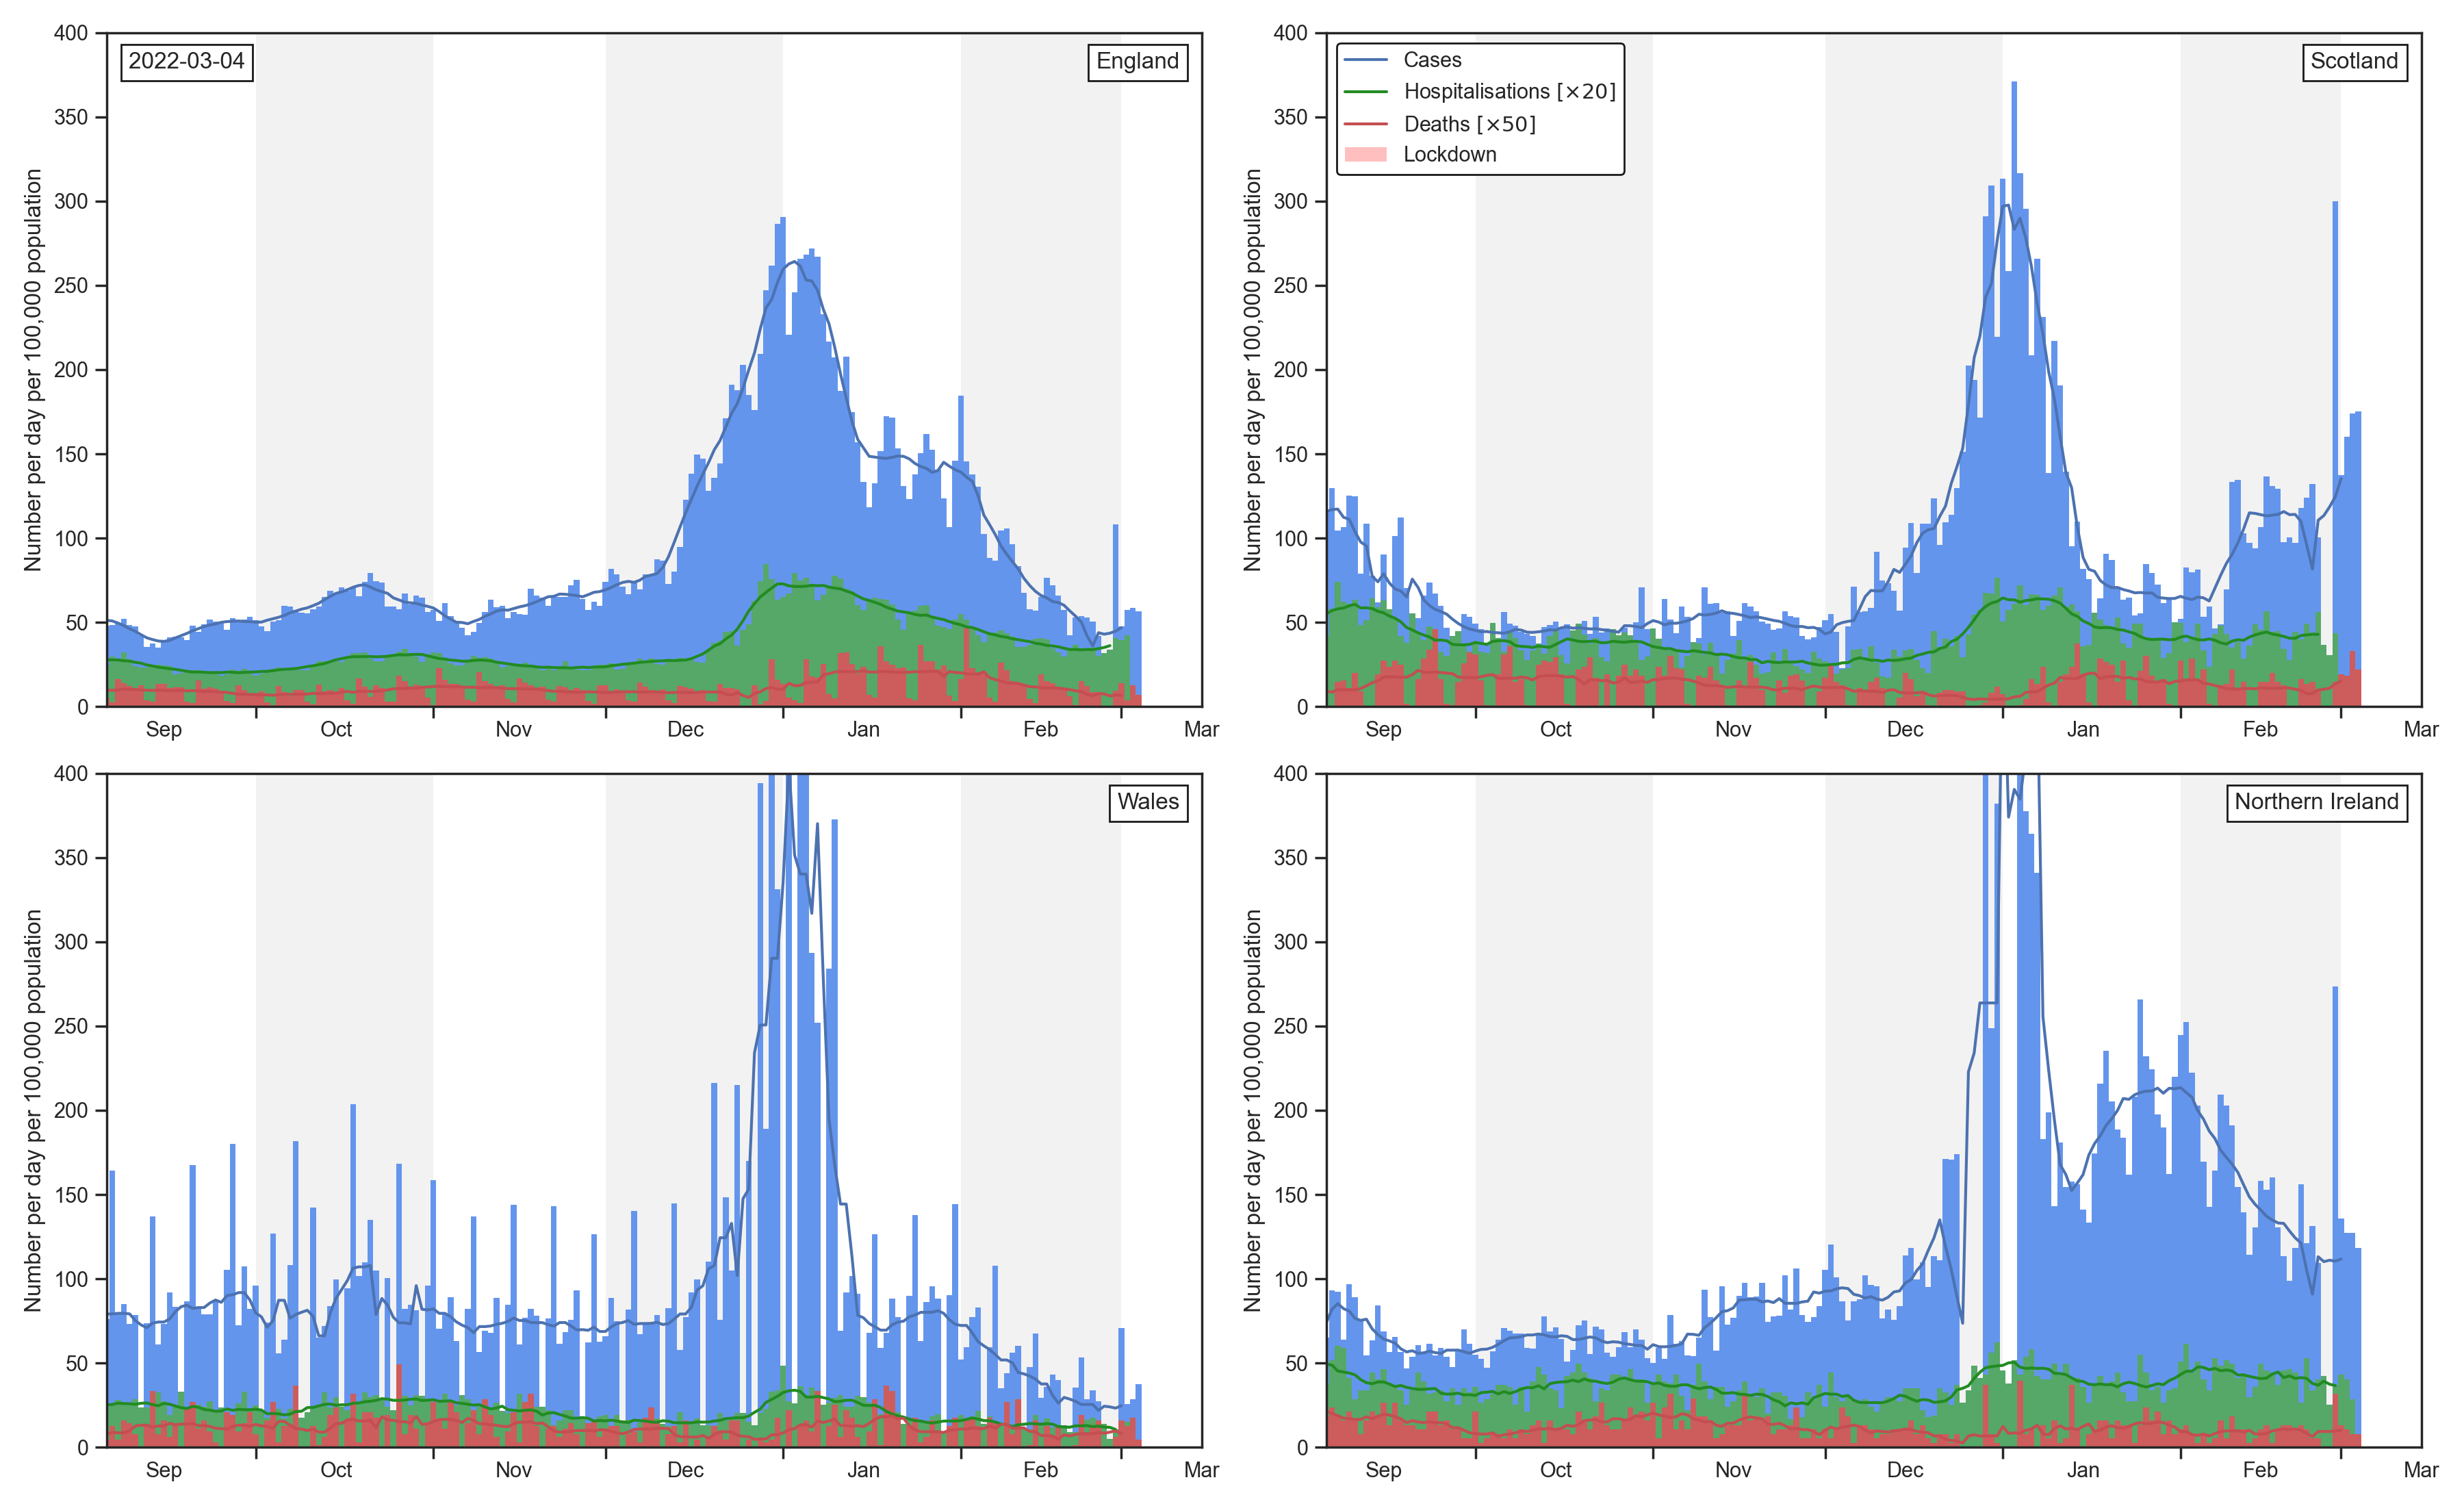 2022-03-04
England
400
350
300
250
200
150
100
50
0
Number per day per 100,000 population
Sep Oct Nov Dec Jan Feb Mar
Cases
Hospitalisations [×20]
Deaths [×50]
Lockdown
Scotland
400
350
300
250
200
150
100
50
0
Number per day per 100,000 population
Sep Oct Nov Dec Jan Feb Mar
Wales
400
350
300
250
200
150
100
50
0
Number per day per 100,000 population
Sep Oct Nov Dec Jan Feb Mar
Northern Ireland
400
350
300
250
200
150
100
50
0
Number per day per 100,000 population
Sep Oct Nov Dec Jan Feb Mar